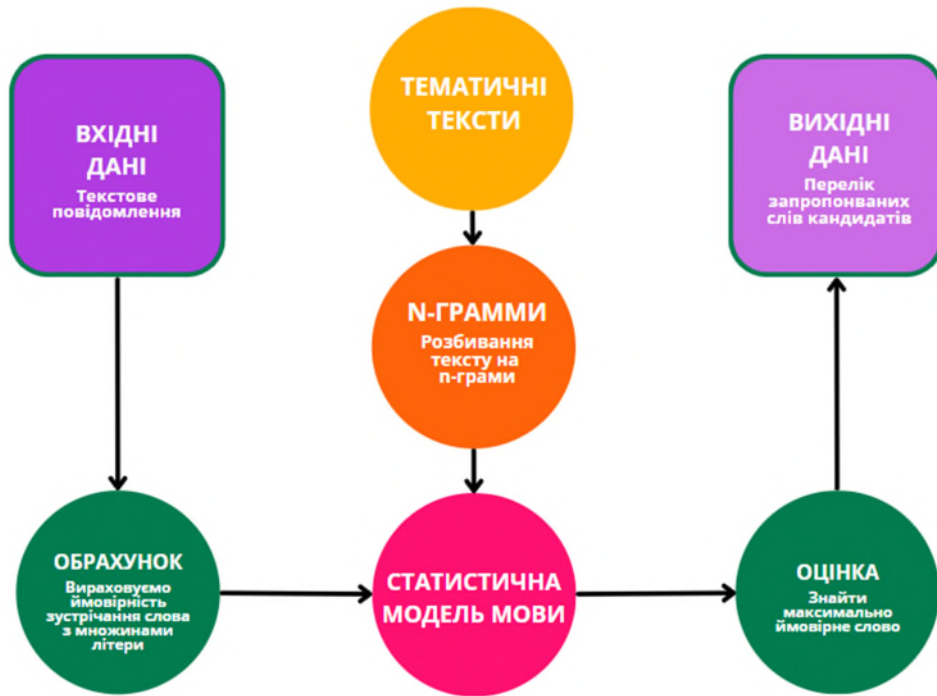 ВХІДНІ
ДАНІ
Текстове
повідомлення
ТЕМАТИЧНІ
ТЕКСТИ
ВИХІДНІ
ДАНІ
Перелік
запропонваних
слів кандидатів
N-ГРАММИ
Розбивання
тексту на
n-грами
ОБРАХУНОК
Вираховуємо
ймовірність
зустрічання слова
з множинами
літери
СТАТИСТИЧНА
МОДЕЛЬ МОВИ
ОЦІНКА
Знайти
максимально
ймовірне слово